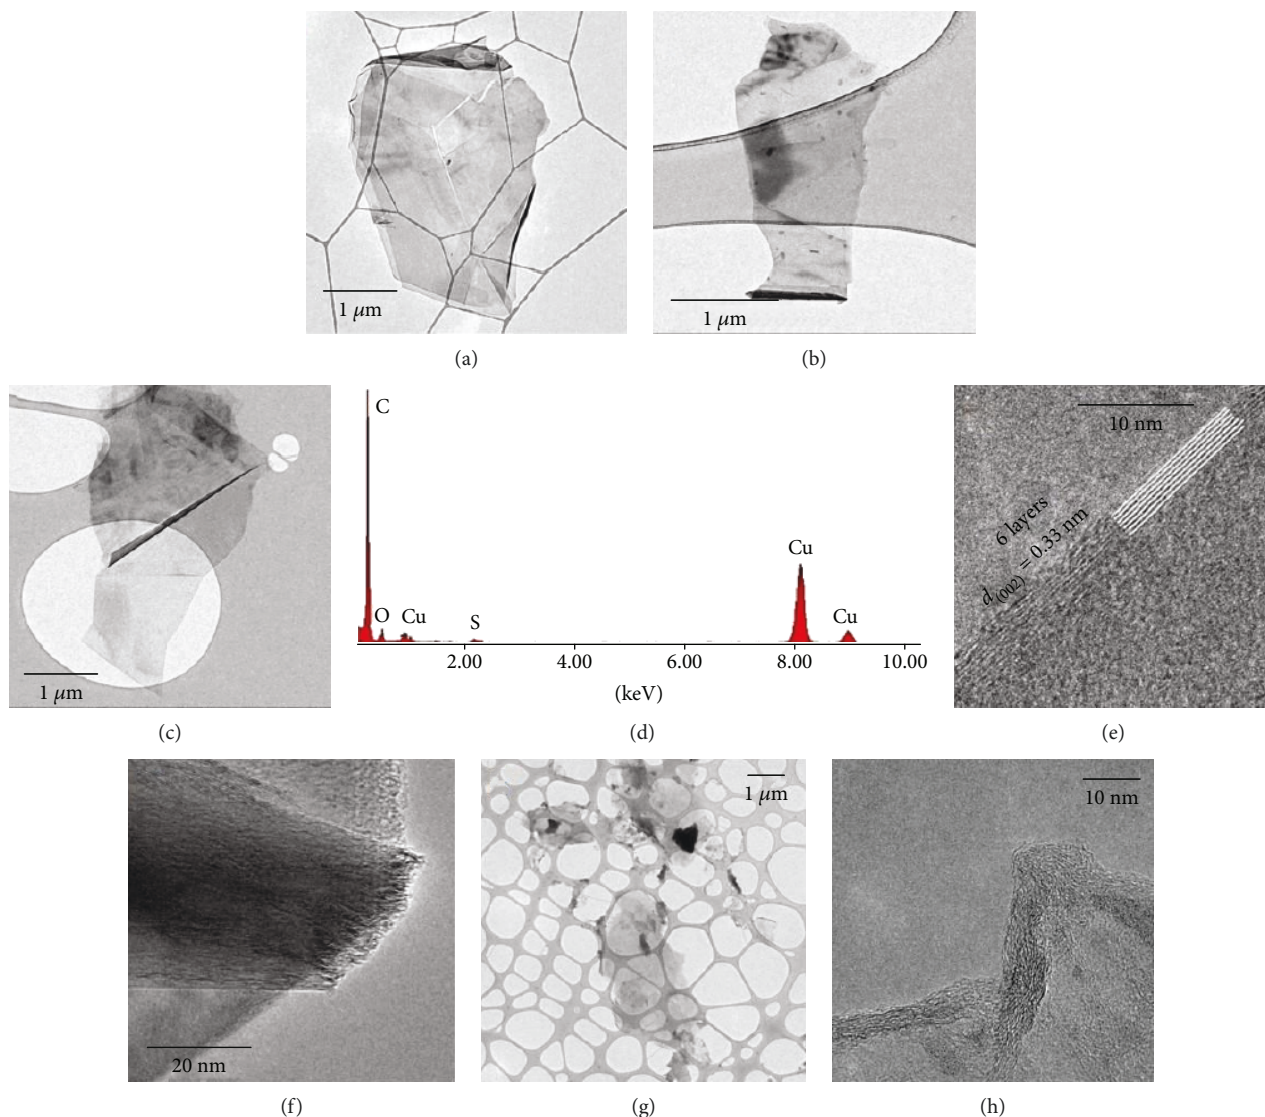 1 μm
1 μm
(a)
(b)
1 μm
(c)
C
O
Cu
S
Cu
Cu
2.00
4.00
6.00
8.00
10.00
(keV)
(d)
10 nm
6 layers
d(002) = 0.33 nm
(e)
20 nm
(f)
1 μm
(g)
10 nm
(h)